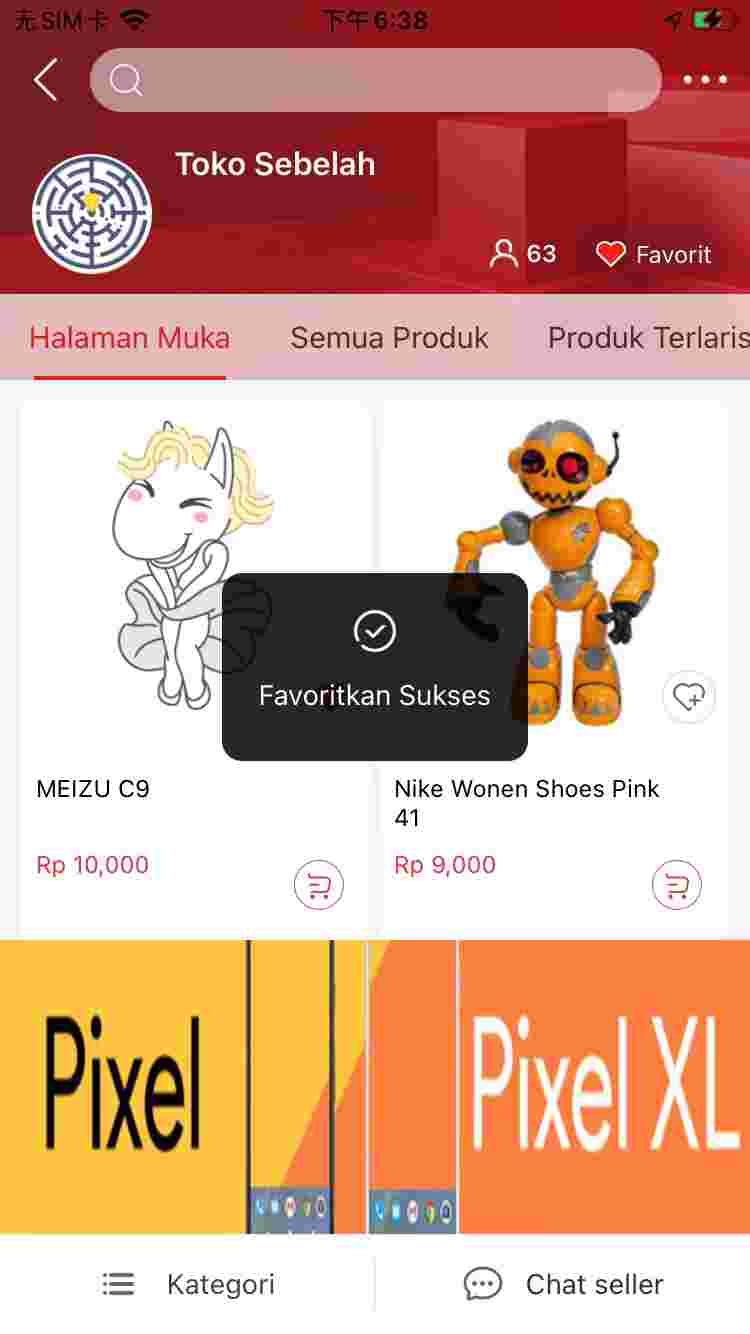 无SIM卡
下午6:38
Toko Sebelah
63
Favorit
Halaman Muka
Semua Produk
Produk Terlaris
Favoritkan Sukses
MEIZU C9
Nike Wonen Shoes Pink
41
Rp 10,000
Rp 9,000
Pixel
Pixel XL
Kategori
Chat seller